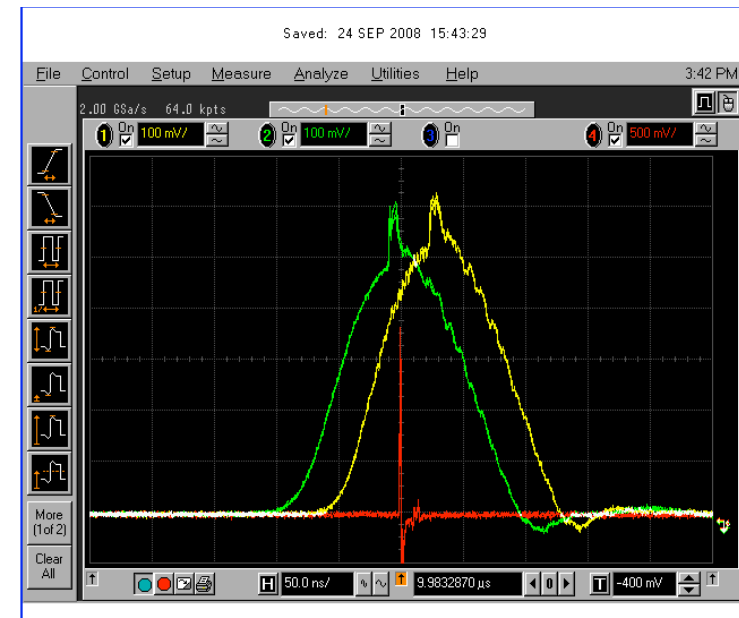 Saved: 24 SEP 2008 15:43:29
File Control Setup Measure Analyze Utilities Help 3:42 PM
2.00 GSa/s 64.0 kpts
1 On 100 mV/ 2 On 100 mV/ 3 On 4 On 500 mV/
More
(1 of 2)
Clear
All
H 50.0 ns/ 9.9832870 µs 0 T -400 mV